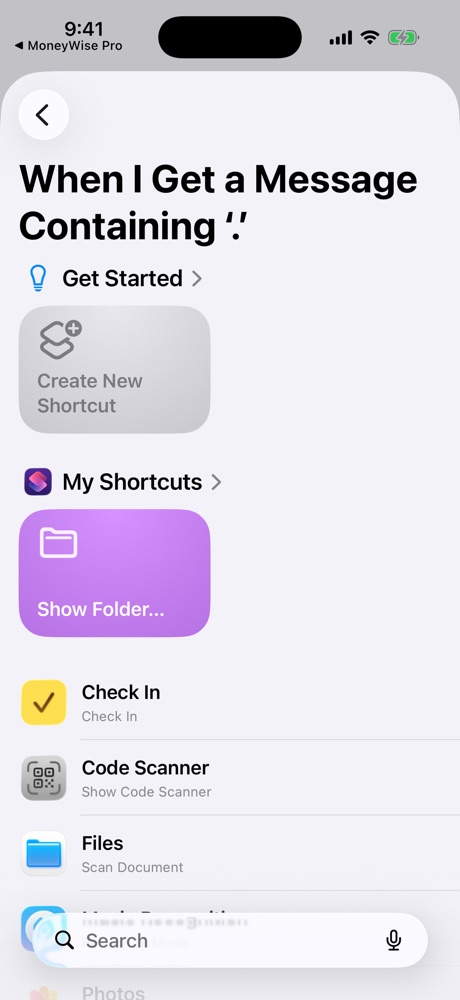 9:41
◀ MoneyWise Pro
When I Get a Message
Containing ‘.’
Get Started
Create New
Shortcut
My Shortcuts
Show Folder...
Check In
Check In
Code Scanner
Show Code Scanner
Files
Scan Document
Search
Photos